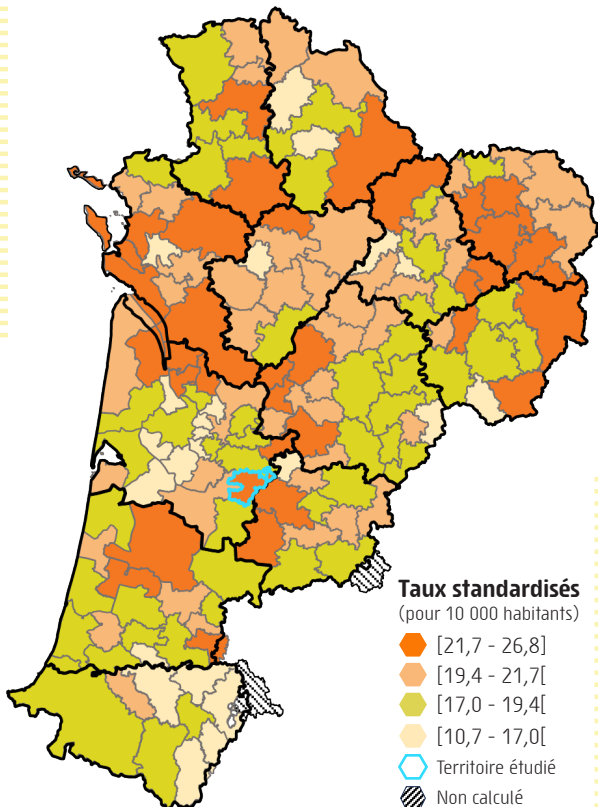 Taux standardisés
(pour 10 000 habitants)
[21,7 - 26,8]
[19,4 - 21,7[
[17,0 - 19,4[
[10,7 - 17,0[
Territoire étudié
Non calculé